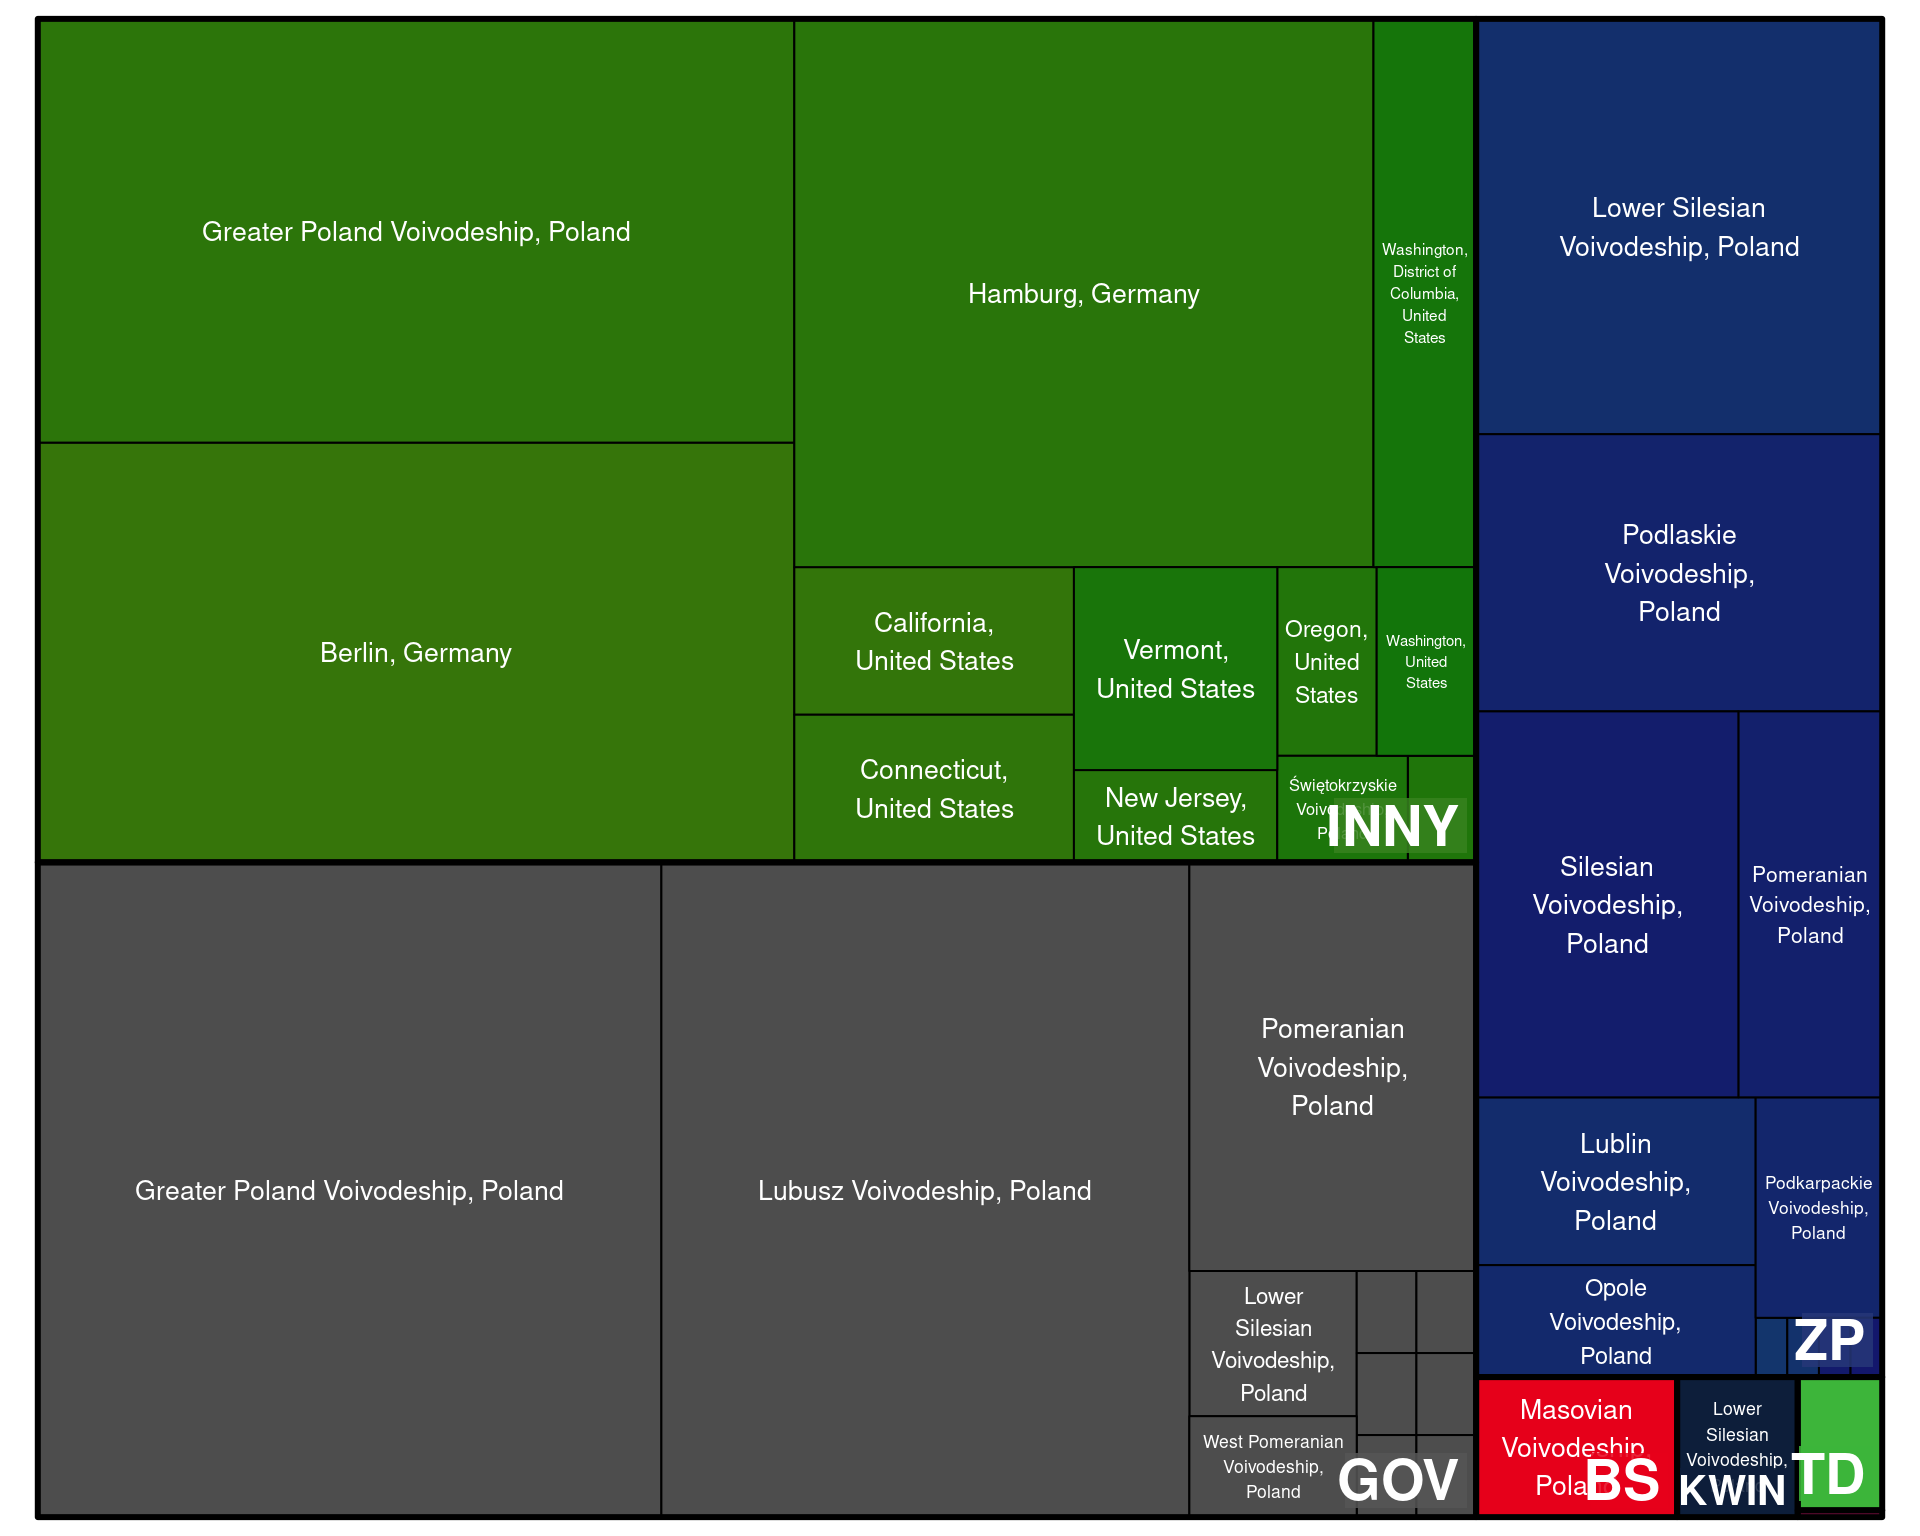 Greater Poland Voivodeship, Poland
Berlin, Germany
Hamburg, Germany
Washington,
District of
Columbia,
United
States
California,
United States
Connecticut,
United States
Vermont,
United States
New Jersey,
United States
Oregon,
United
States
Washington,
United
States
Świętokrzyskie
INNY
Greater Poland Voivodeship, Poland
Lubusz Voivodeship, Poland
Pomeranian
Voivodeship,
Poland
Lower
Silesian
Voivodeship,
Poland
West Pomeranian
Voivodeship,
Poland
GOV
Lower Silesian
Voivodeship, Poland
Podlaskie
Voivodeship,
Poland
Silesian
Voivodeship,
Poland
Pomeranian
Voivodeship,
Poland
Lublin
Voivodeship,
Poland
Podkarpackie
Voivodeship,
Poland
Opole
Voivodeship,
Poland
ZP
Masovian
Voivodeship,
BS
Lower
Silesian
Voivodeship,
KWIN
TD